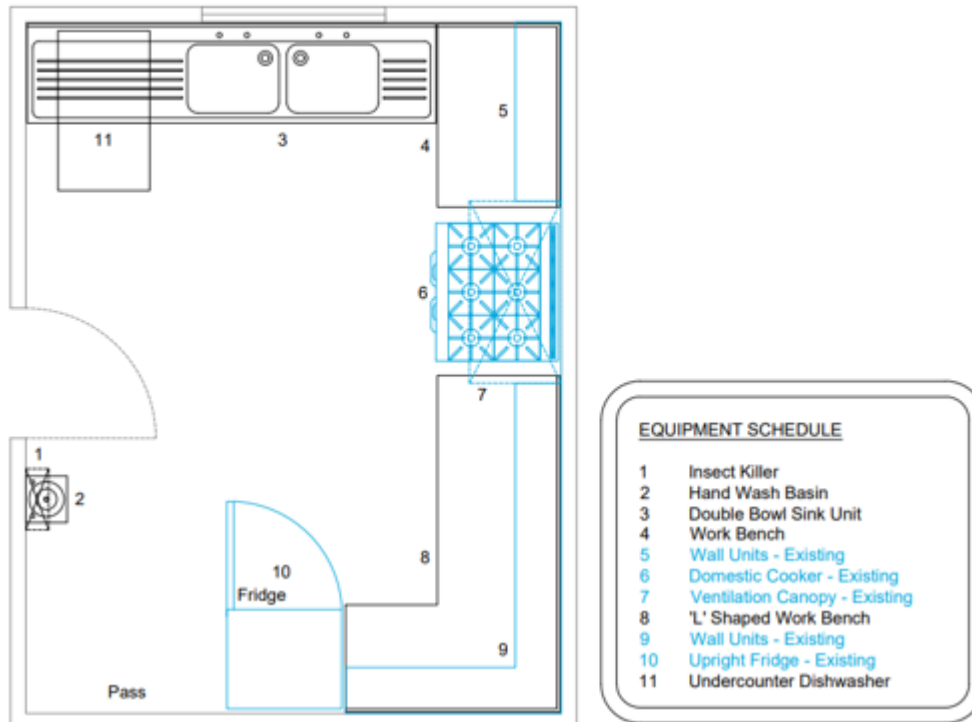 5
11
3
4
6
7
1
2
8
10
Fridge
9
Pass
EQUIPMENT SCHEDULE
1 Insect Killer
2 Hand Wash Basin
3 Double Bowl Sink Unit
4 Work Bench
5 Wall Units - Existing
6 Domestic Cooker - Existing
7 Ventilation Canopy - Existing
8 'L' Shaped Work Bench
9 Wall Units - Existing
10 Upright Fridge - Existing
11 Undercounter Dishwasher